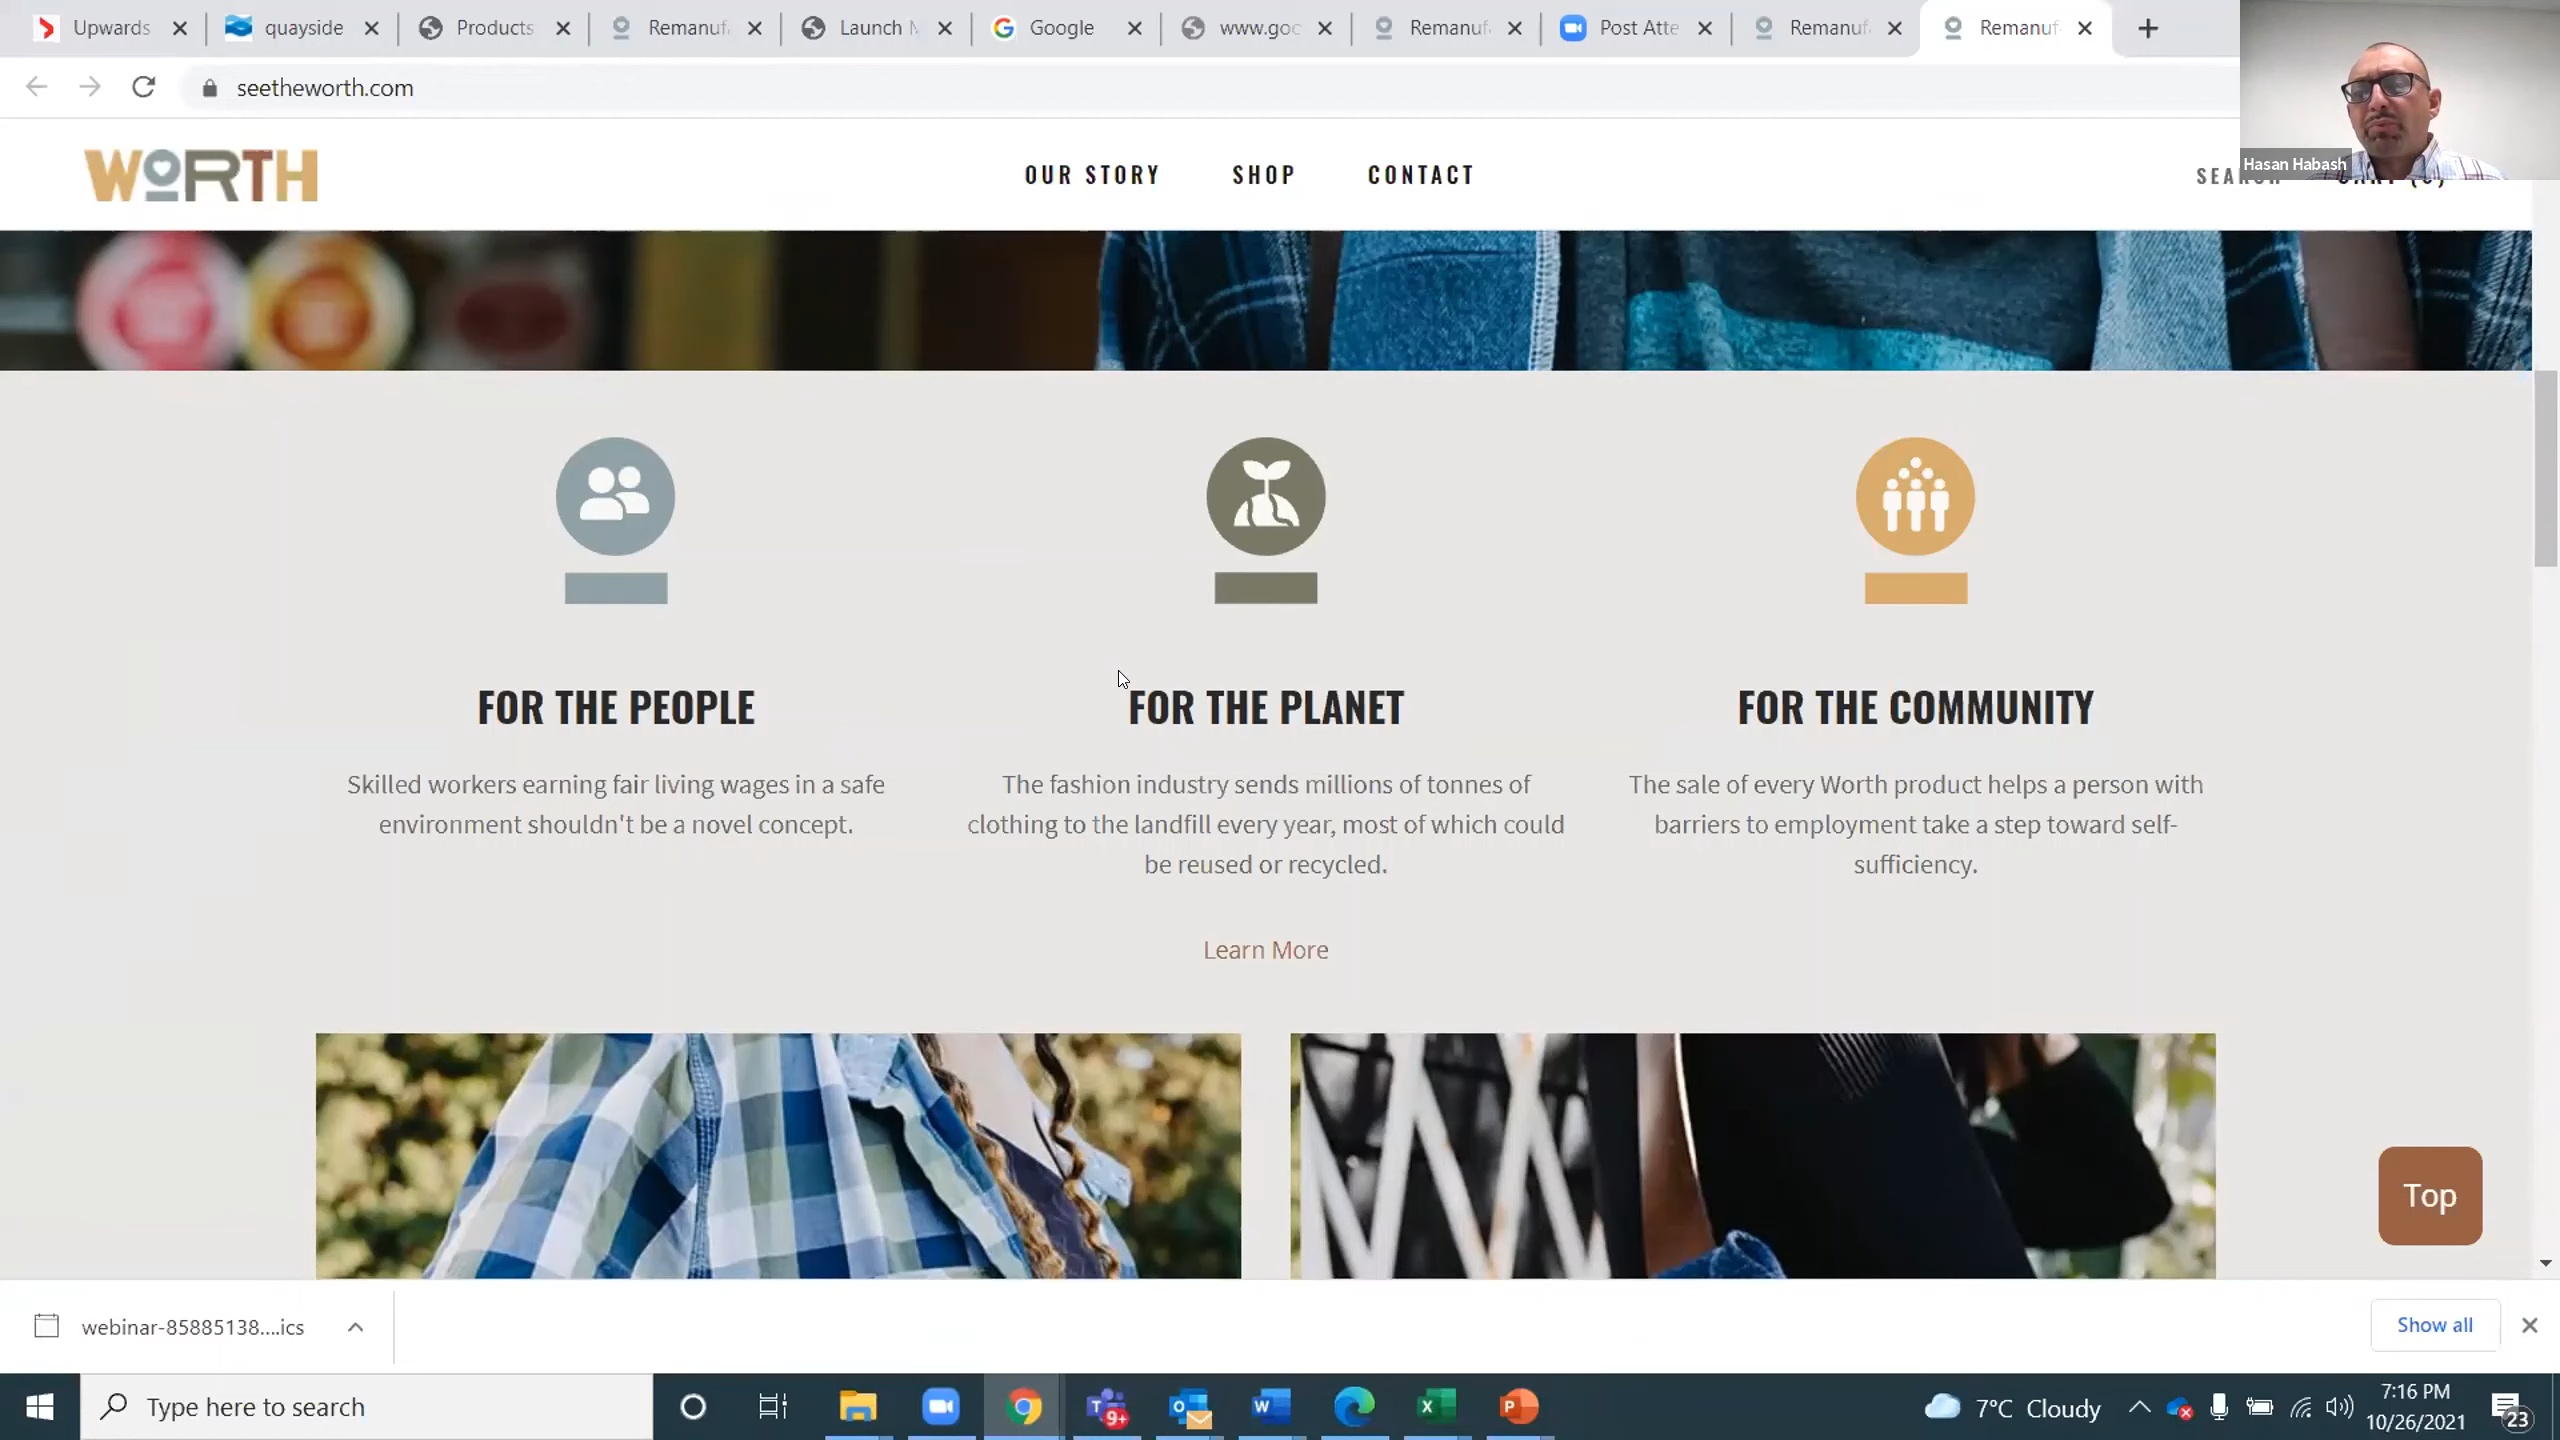 Upwards
quayside
Products
Remanuf
Launch M
Google
www.goc
Remanuf
Post Atte
Remanuf
Remanuf
seetheworth.com
Hasan Habash
WORTH
OUR STORY
SHOP
CONTACT
FOR THE PEOPLE
Skilled workers earning fair living wages in a safe
environment shouldn't be a novel concept.
FOR THE PLANET
The fashion industry sends millions of tonnes of
clothing to the landfill every year, most of which could
be reused or recycled.
FOR THE COMMUNITY
The sale of every Worth product helps a person with
barriers to employment take a step toward self-
sufficiency.
Learn More
Top
webinar-85885138....ics
Show all
Type here to search
9+
7°C Cloudy
7:16 PM
10/26/2021
23